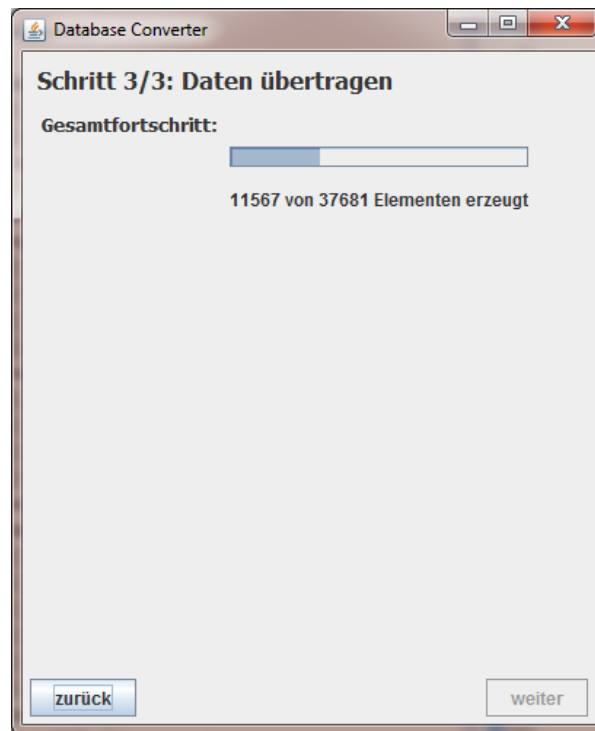 Database Converter
Schritt 3/3: Daten übertragen
Gesamtfortschritt:
11567 von 37681 Elementen erzeugt
zurück
weiter